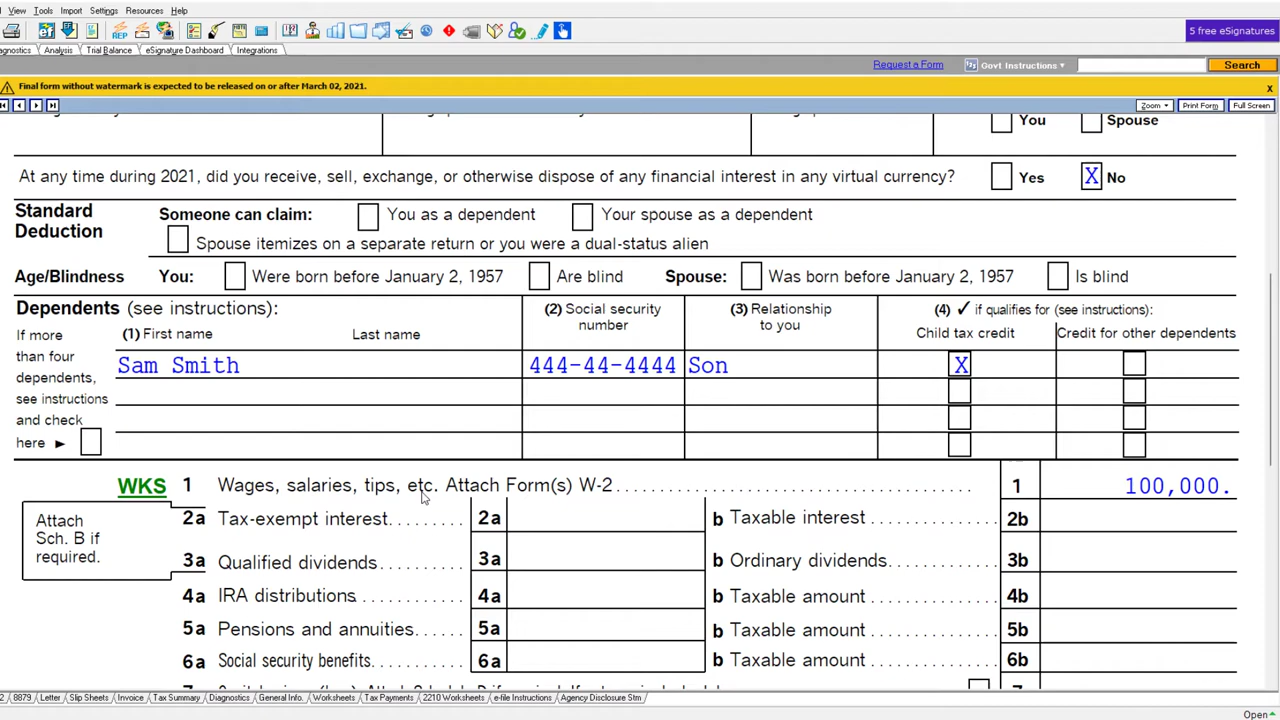 View Tools Import Settings Resources Help
5 free eSignatures
agnostics Analysis Trial Balance eSignature Dashboard Integrations
Request a Form Govt Instructions Search
Final form without watermark is expected to be released on or after March 02, 2021. x
Zoom Print Form Full Screen
You Spouse
At any time during 2021, did you receive, sell, exchange, or otherwise dispose of any financial interest in any virtual currency? Yes X No
Standard Deduction
Someone can claim: You as a dependent Your spouse as a dependent
Spouse itemizes on a separate return or you were a dual-status alien
Age/Blindness You: Were born before January 2, 1957 Are blind Spouse: Was born before January 2, 1957 Is blind
Dependents (see instructions):
(2) Social security number
(3) Relationship to you
(4) ✓ if qualifies for (see instructions):
If more than four dependents, see instructions and check here ►
(1) First name Last name
Child tax credit Credit for other dependents
Sam Smith 444-44-4444 Son X
WKS 1 Wages, salaries, tips, etc. Attach Form(s) W-2 1 100,000.
Attach Sch. B if required.
2a Tax-exempt interest 2a b Taxable interest 2b
3a Qualified dividends 3a b Ordinary dividends 3b
4a IRA distributions 4a b Taxable amount 4b
5a Pensions and annuities 5a b Taxable amount 5b
6a Social security benefits 6a b Taxable amount 6b
2 8879 Letter Slip Sheets Invoice Tax Summary Diagnostics General Info. Worksheets Tax Payments 2210 Worksheets e-file Instructions Agency Disclosure Stm
Open